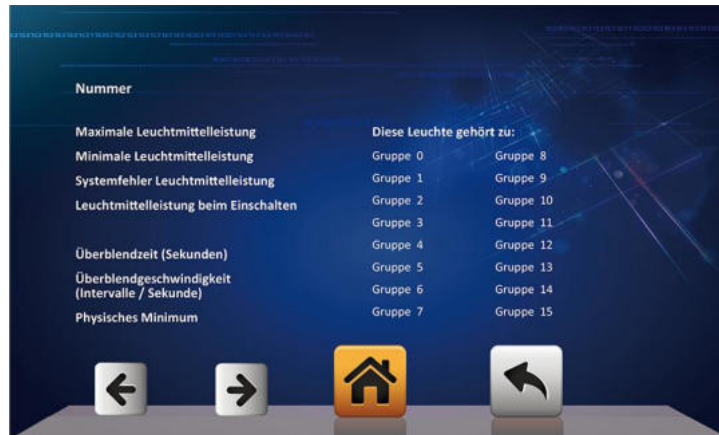 Nummer
Maximale Leuchtmittelleistung
Minimale Leuchtmittelleistung
Systemfehler Leuchtmittelleistung
Leuchtmittelleistung beim Einschalten
Überblendzeit (Sekunden)
Überblendgeschwindigkeit
(Intervalle / Sekunde)
Physisches Minimum
Diese Leuchte gehört zu:
Gruppe 0
Gruppe 1
Gruppe 2
Gruppe 3
Gruppe 4
Gruppe 5
Gruppe 6
Gruppe 7
Gruppe 8
Gruppe 9
Gruppe 10
Gruppe 11
Gruppe 12
Gruppe 13
Gruppe 14
Gruppe 15